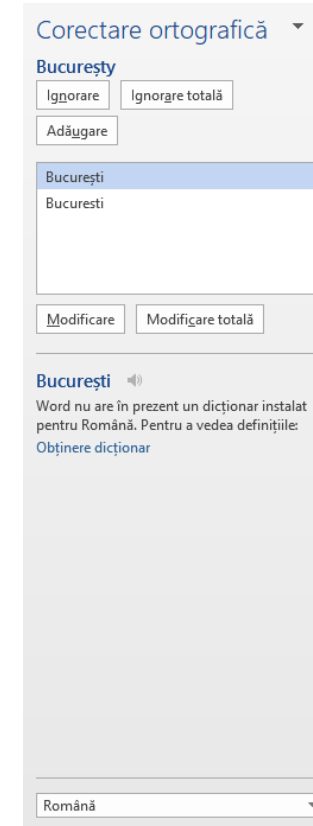 Corectare ortografică
Bucureșty
Ignorare Ignorare totală
Adăugare
București
Bucuresti
Modificare Modificare totală
București
Word nu are în prezent un dicționar instalat
pentru Română. Pentru a vedea definițiile:
Obținere dicționar
Română